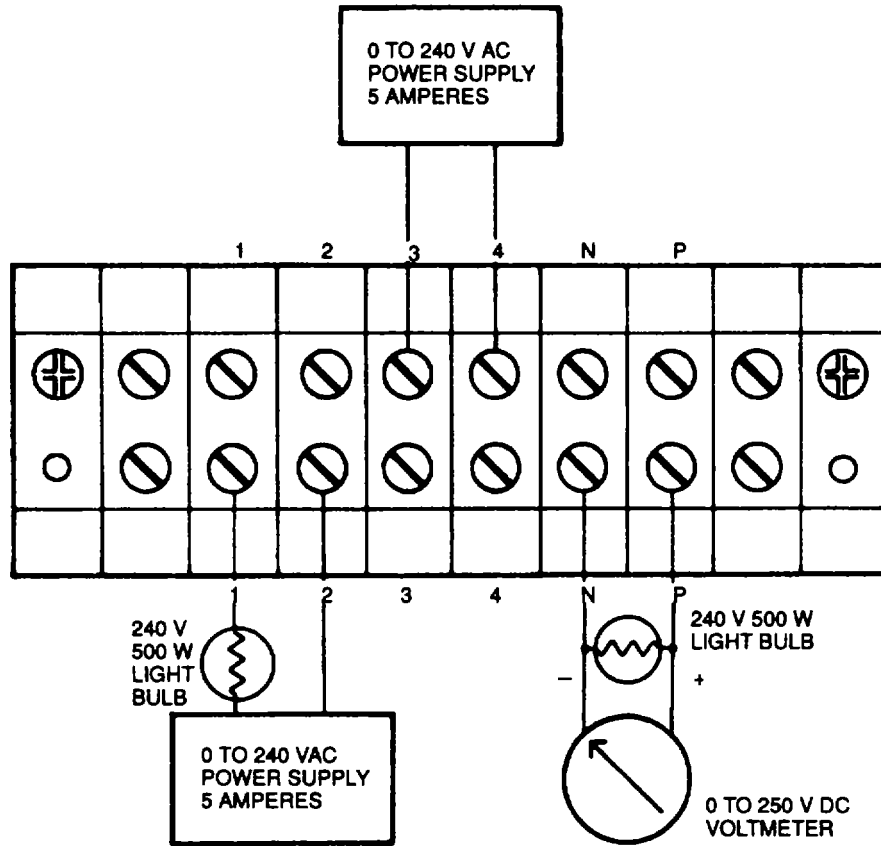 0 TO 240 V AC
POWER SUPPLY
5 AMPERES
1 2 3 4 N P
1 2 3 4 N P
240 V
500 W
LIGHT
BULB
240 V 500 W
LIGHT BULB
– +
0 TO 240 VAC
POWER SUPPLY
5 AMPERES
0 TO 250 V DC
VOLTMETER